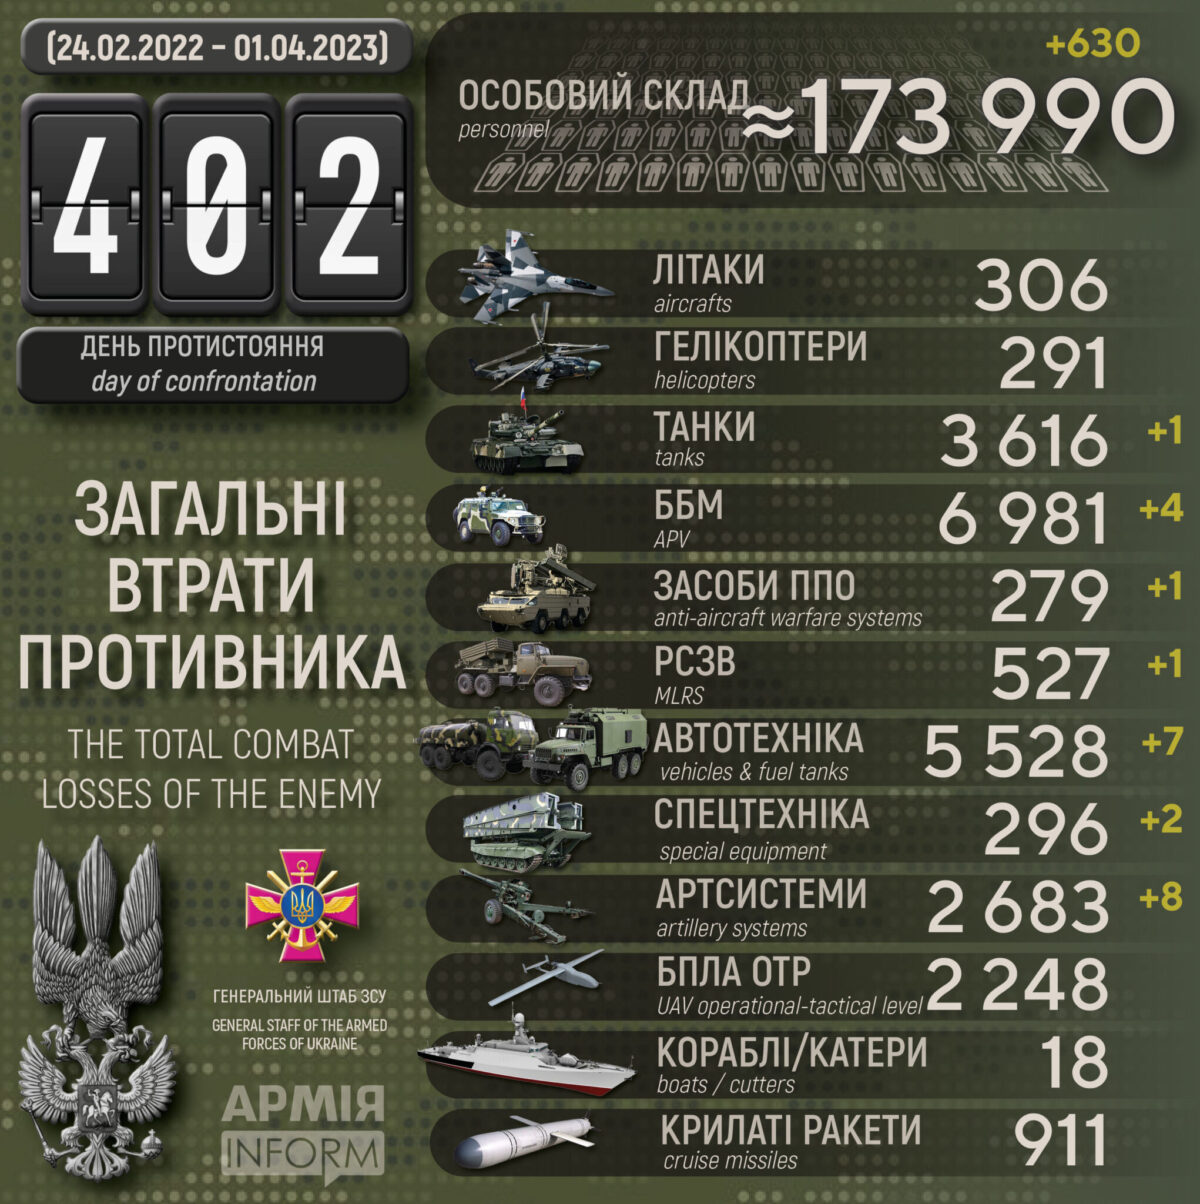 (24.02.2022 – 01.04.2023)
402
ДЕНЬ ПРОТИСТОЯННЯ
day of confrontation
ЗАГАЛЬНІ
ВТРАТИ
ПРОТИВНИКА
THE TOTAL COMBAT
LOSSES OF THE ENEMY
ГЕНЕРАЛЬНИЙ ШТАБ ЗСУ
GENERAL STAFF OF THE ARMED
FORCES OF UKRAINE
АРМІЯ
INFORM
+630
ОСОБОВИЙ СКЛАД ≈173 990
personnel
ЛІТАКИ 306
aircrafts
ГЕЛІКОПТЕРИ 291
helicopters
ТАНКИ 3 616 +1
tanks
ББМ 6 981 +4
APV
ЗАСОБИ ППО 279 +1
anti-aircraft warfare systems
РСЗВ 527 +1
MLRS
АВТОТЕХНІКА 5 528 +7
vehicles & fuel tanks
СПЕЦТЕХНІКА 296 +2
special equipment
АРТСИСТЕМИ 2 683 +8
artillery systems
БПЛА ОТР 2 248
UAV operational-tactical level
КОРАБЛІ/КАТЕРИ 18
boats / cutters
КРИЛАТІ РАКЕТИ 911
cruise missiles